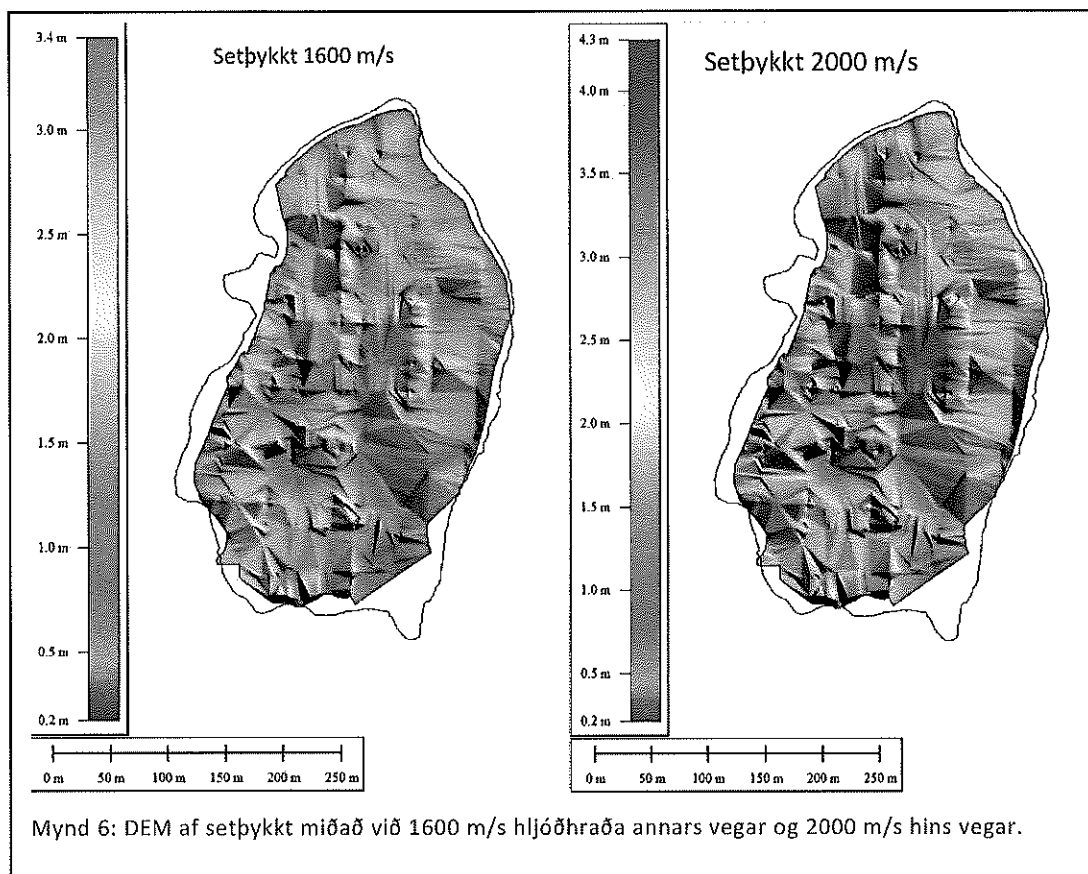 Setþykkt 1600 m/s
3.4 m
3.0 m
2.5 m
2.0 m
1.5 m
1.0 m
0.5 m
0.2 m
0 m 50 m 100 m 150 m 200 m 250 m
Setþykkt 2000 m/s
4.3 m
4.0 m
3.5 m
3.0 m
2.5 m
2.0 m
1.5 m
1.0 m
0.5 m
0.2 m
0 m 50 m 100 m 150 m 200 m 250 m
Mynd 6: DEM af setþykkt miðað við 1600 m/s hljóðhraða annars vegar og 2000 m/s hins vegar.